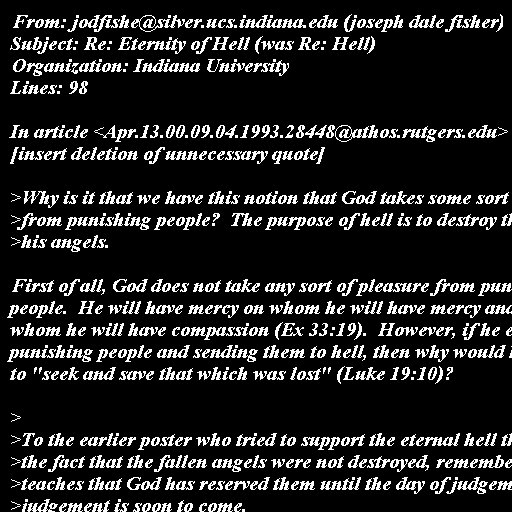 From: jodfishe@silver.ucs.indiana.edu (joseph dale fisher)
Subject: Re: Eternity of Hell (was Re: Hell)
Organization: Indiana University
Lines: 98

In article <Apr.13.00.09.04.1993.28448@athos.rutgers.edu>
[insert deletion of unnecessary quote]

>Why is it that we have this notion that God takes some sort
>from punishing people?  The purpose of hell is to destroy
>his angels.

First of all, God does not take any sort of pleasure from
people.  He will have mercy on whom he will have mercy
whom he will have compassion (Ex 33:19).  However, if he
punishing people and sending them to hell, then why would
to "seek and save that which was lost" (Luke 19:10)?

>
>To the earlier poster who tried to support the eternal hell
>the fact that the fallen angels were not destroyed,
>teaches that God has reserved them until the day of
>judgement is soon to come.